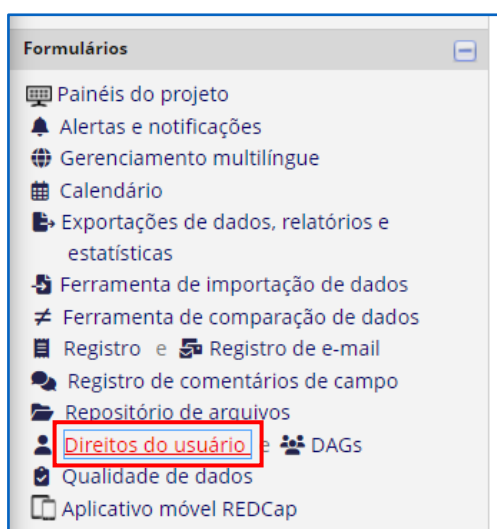 Formulários
Painéis do projeto
Alertas e notificações
Gerenciamento multilíngue
Calendário
Exportações de dados, relatórios e
estatísticas
Ferramenta de importação de dados
Ferramenta de comparação de dados
Registro e Registro de e-mail
Registro de comentários de campo
Repositório de arquivos
Direitos do usuário e DAGs
Qualidade de dados
Aplicativo móvel REDCap